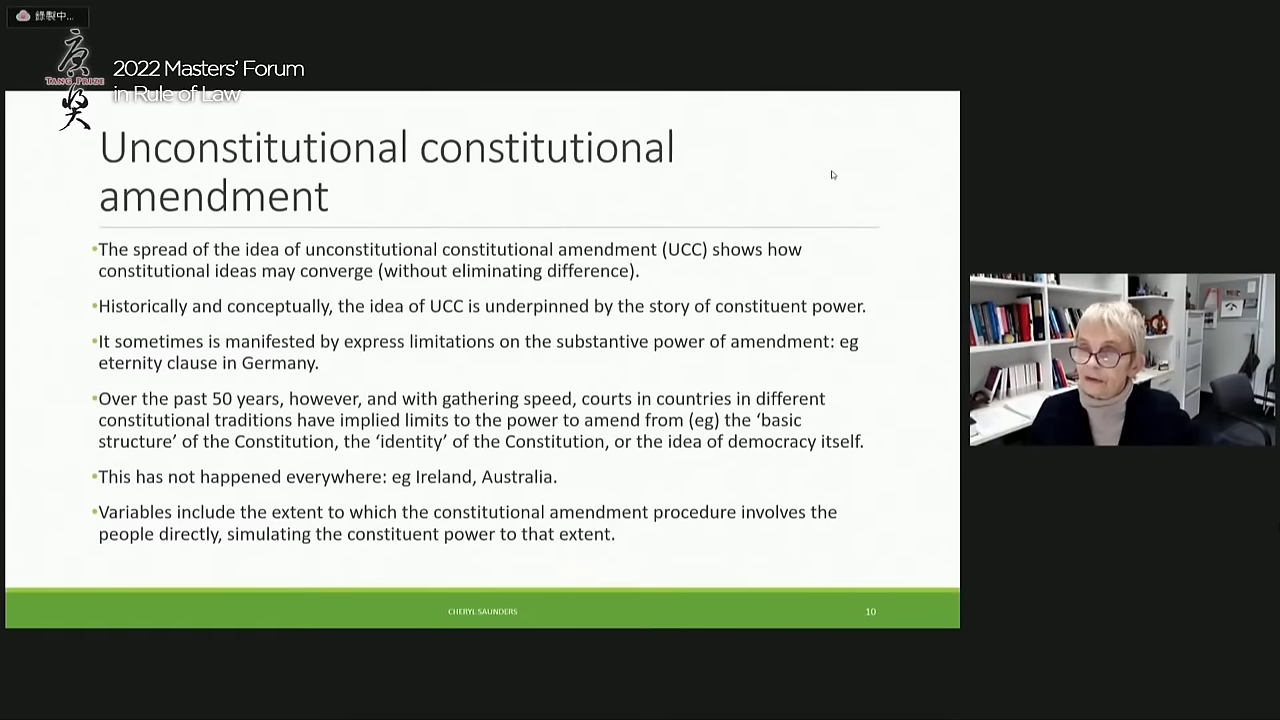 錄製中...
唐獎
TANG PRIZE
2022 Masters' Forum
in Rule of Law
Unconstitutional constitutional
amendment
•The spread of the idea of unconstitutional constitutional amendment (UCC) shows how
constitutional ideas may converge (without eliminating difference).
•Historically and conceptually, the idea of UCC is underpinned by the story of constituent power.
•It sometimes is manifested by express limitations on the substantive power of amendment: eg
eternity clause in Germany.
•Over the past 50 years, however, and with gathering speed, courts in countries in different
constitutional traditions have implied limits to the power to amend from (eg) the ‘basic
structure’ of the Constitution, the ‘identity’ of the Constitution, or the idea of democracy itself.
•This has not happened everywhere: eg Ireland, Australia.
•Variables include the extent to which the constitutional amendment procedure involves the
people directly, simulating the constituent power to that extent.
CHERYL SAUNDERS
10